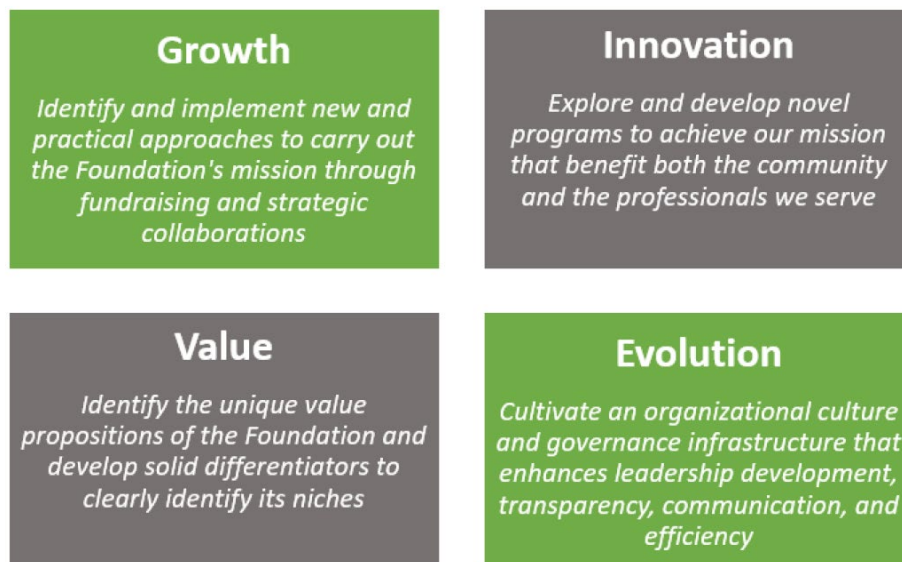 Growth
Identify and implement new and
practical approaches to carry out
the Foundation's mission through
fundraising and strategic
collaborations
Innovation
Explore and develop novel
programs to achieve our mission
that benefit both the community
and the professionals we serve
Value
Identify the unique value
propositions of the Foundation and
develop solid differentiators to
clearly identify its niches
Evolution
Cultivate an organizational culture
and governance infrastructure that
enhances leadership development,
transparency, communication, and
efficiency